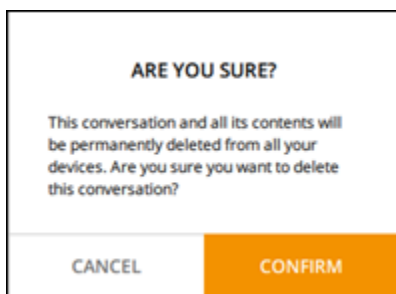 ARE YOU SURE?
This conversation and all its contents will
be permanently deleted from all your
devices. Are you sure you want to delete
this conversation?
CANCEL
CONFIRM